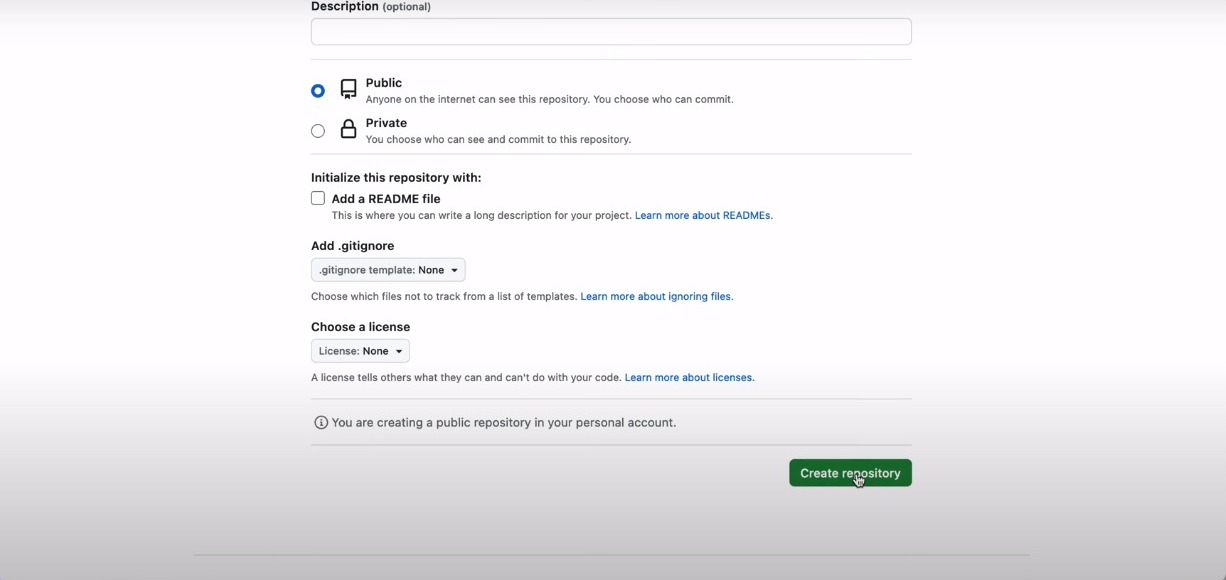 Description (optional)
Public
Anyone on the internet can see this repository. You choose who can commit.
Private
You choose who can see and commit to this repository.
Initialize this repository with:
Add a README file
This is where you can write a long description for your project. Learn more about READMEs.
Add .gitignore
.gitignore template: None
Choose which files not to track from a list of templates. Learn more about ignoring files.
Choose a license
License: None
A license tells others what they can and can't do with your code. Learn more about licenses.
You are creating a public repository in your personal account.
Create repository